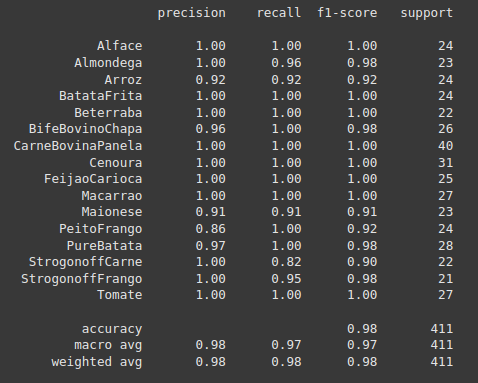 precision recall f1-score support
Alface 1.00 1.00 1.00 24
Almondega 1.00 0.96 0.98 23
Arroz 0.92 0.92 0.92 24
BatataFrita 1.00 1.00 1.00 24
Beterraba 1.00 1.00 1.00 22
BifeBovinoChapa 0.96 1.00 0.98 26
CarneBovinaPanela 1.00 1.00 1.00 40
Cenoura 1.00 1.00 1.00 31
FeijaoCarioca 1.00 1.00 1.00 25
Macarrao 1.00 1.00 1.00 27
Maionese 0.91 0.91 0.91 23
PeitoFrango 0.86 1.00 0.92 24
PureBatata 0.97 1.00 0.98 28
StrogonoffCarne 1.00 0.82 0.90 22
StrogonoffFrango 1.00 0.95 0.98 21
Tomate 1.00 1.00 1.00 27
accuracy 0.98 411
macro avg 0.98 0.97 0.97 411
weighted avg 0.98 0.98 0.98 411